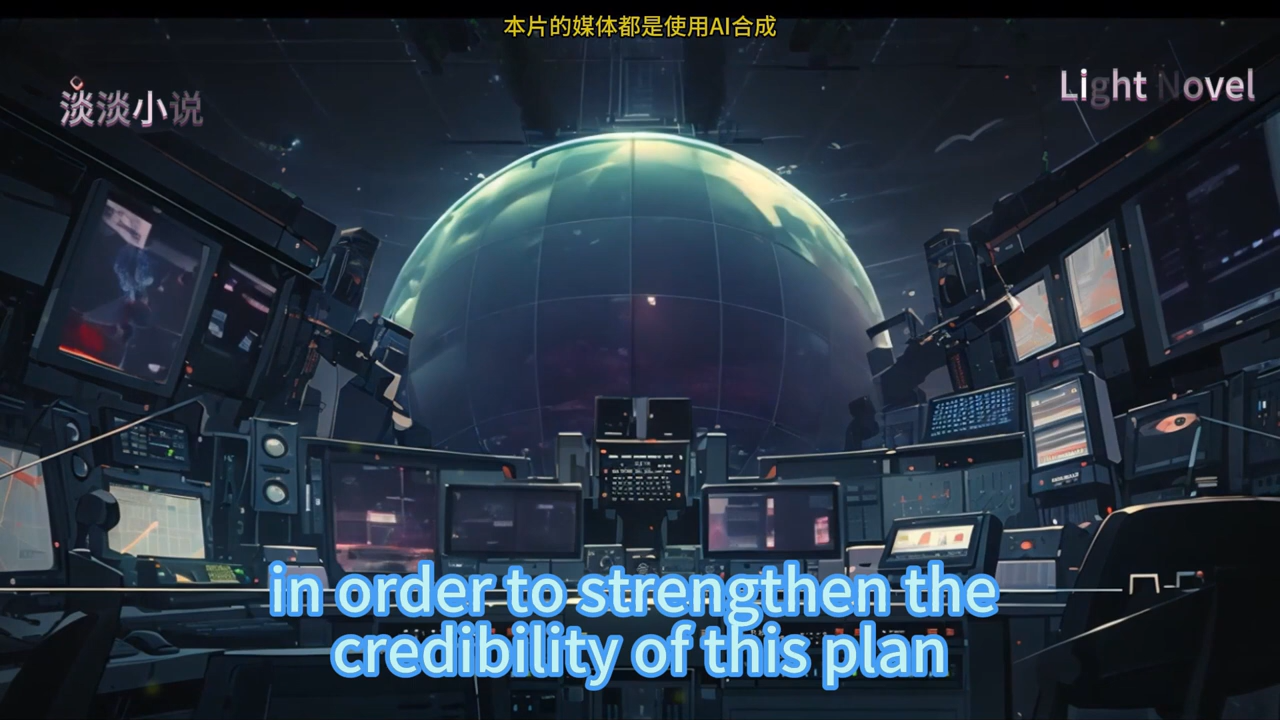 本片的媒体都是使用AI合成
淡淡小说
Light Novel
in order to strengthen the
credibility of this plan